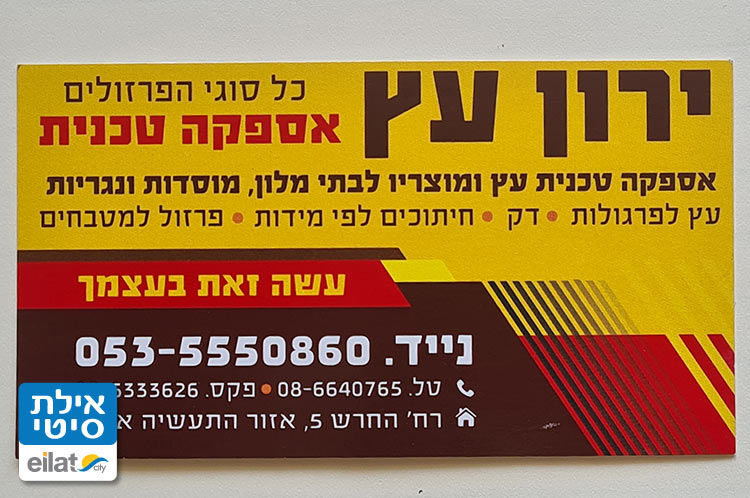 ירון עץ
כל סוגי הפרזולים
אספקה טכנית
אספקה טכנית עץ ומוצריו לבתי מלון, מוסדות ונגריות
עץ לפרגולות • דק • חיתוכים לפי מידות • פרזול למטבחים
עשה זאת בעצמך
נייד. 053-5550860
טל. 08-6640765 • פקס.
רח' החרש 5, אזור התעשיה
אילת
סיטי
eilat city